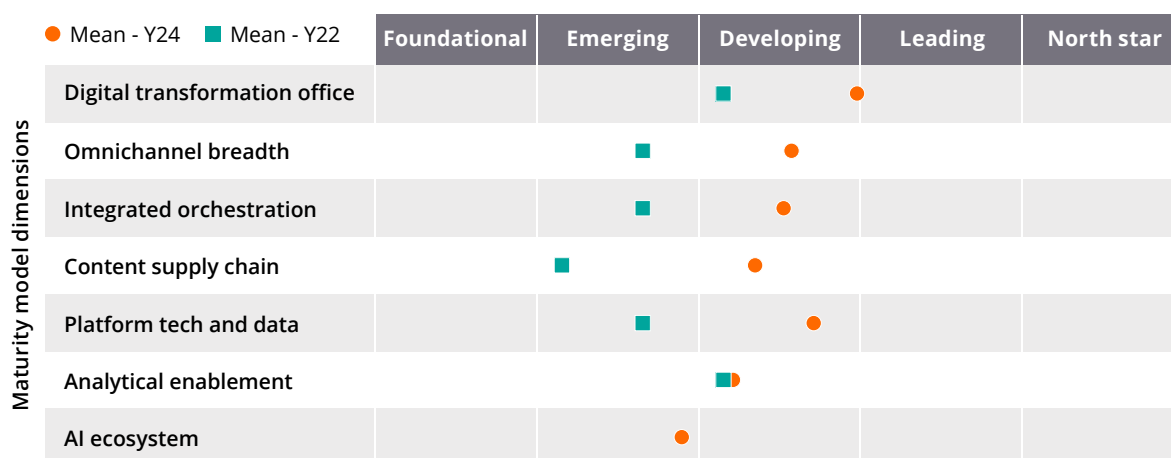 Mean - Y24 Mean - Y22 Foundational Emerging Developing Leading North star
Maturity model dimensions
Digital transformation office
Omnichannel breadth
Integrated orchestration
Content supply chain
Platform tech and data
Analytical enablement
AI ecosystem